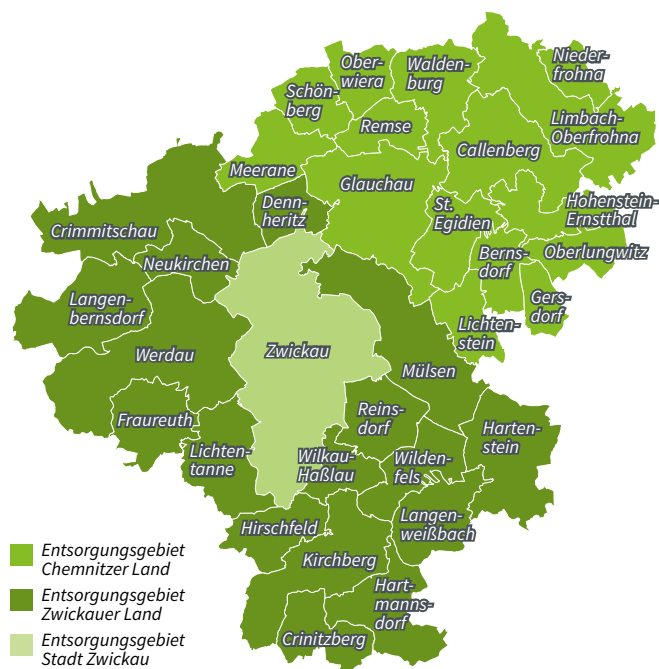 Nieder-
frohna
Ober-
wiera
Walden-
burg
Schön-
berg
Limbach-
Oberfrohna
Remse
Callenberg
Meerane
Glauchau
Denn-
heritz
St.
Egidien
Hohenstein-
Ernstthal
Crimmitschau
Neukirchen
Berns-
dorf
Oberlungwitz
Langen-
bernsdorf
Gers-
dorf
Lichten-
stein
Werdau
Zwickau
Mülsen
Fraureuth
Reins-
dorf
Harten-
stein
Lichten-
tanne
Wilkau-
Haßlau
Wilden-
fels
Hirschfeld
Langen-
weißbach
Kirchberg
Hart-
manns-
dorf
Crinitzberg
Entsorgungsgebiet
Chemnitzer Land
Entsorgungsgebiet
Zwickauer Land
Entsorgungsgebiet
Stadt Zwickau